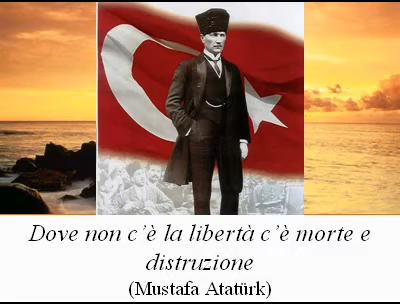 Dove non c'è la libertà c'è morte e
distruzione
(Mustafa Atatürk)